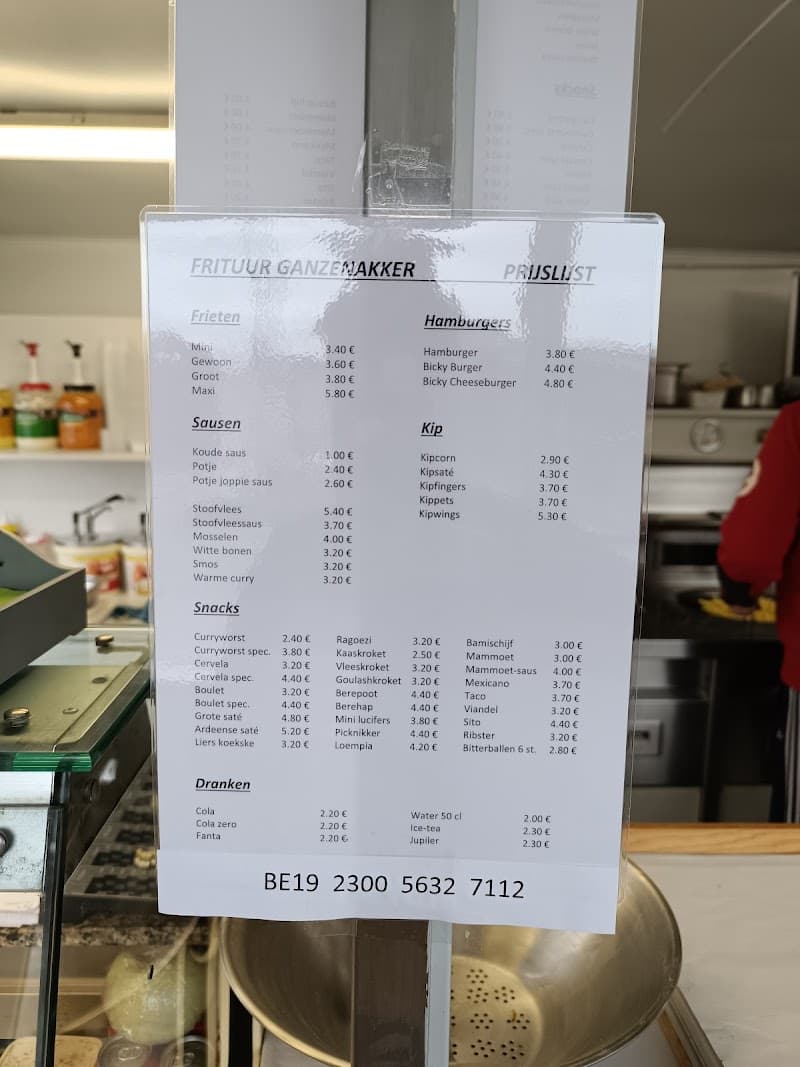 FRITUUR GANZENAKKER PRIJSLIJST
Frieten
Mini 3.40 €
Gewoon 3.60 €
Groot 3.80 €
Maxi 5.80 €
Sausen
Koude saus 1.00 €
Potje 2.40 €
Potje joppie saus 2.60 €
Stoofvlees 5.40 €
Stoofvleessaus 3.70 €
Mosselen 4.00 €
Witte bonen 3.20 €
Smos 3.20 €
Warme curry 3.20 €
Hamburgers
Hamburger 3.80 €
Bicky Burger 4.40 €
Bicky Cheeseburger 4.80 €
Kip
Kipcorn 2.90 €
Kipsaté 4.30 €
Kipfingers 3.70 €
Kippets 3.70 €
Kipwings 5.30 €
Snacks
Curryworst 2.40 €
Curryworst spec. 3.80 €
Cervela 3.20 €
Cervela spec. 4.40 €
Boulet 3.20 €
Boulet spec. 4.40 €
Grote saté 4.80 €
Ardeense saté 5.20 €
Liers koekske 3.20 €
Ragoezi 3.20 €
Kaaskroket 2.50 €
Vleeskroket 3.20 €
Goulashkroket 3.20 €
Berepoot 4.40 €
Berehap 4.40 €
Mini lucifers 3.80 €
Picknikker 4.40 €
Loempia 4.20 €
Bamischijf 3.00 €
Mammoet 3.00 €
Mammoet-saus 4.00 €
Mexicano 3.70 €
Taco 3.70 €
Viandel 3.20 €
Sito 4.40 €
Ribster 3.20 €
Bitterballen 6 st. 2.80 €
Dranken
Cola 2.20 €
Cola zero 2.20 €
Fanta 2.20 €
Water 50 cl 2.00 €
Ice-tea 2.30 €
Jupiler 2.30 €
BE19 2300 5632 7112